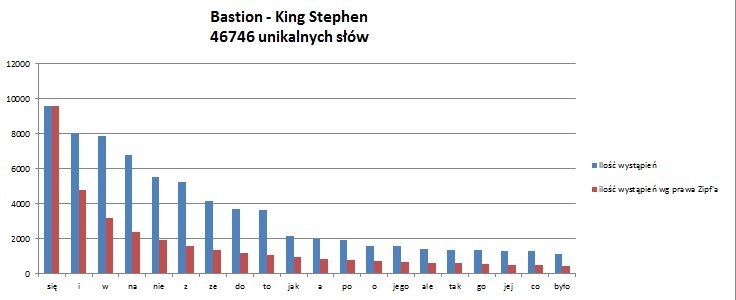 Bastion - King Stephen
46746 unikalnych słów
12000
10000
8000
6000
4000
2000
0
się i w na nie z że do to jak a po o jego ale tak go jej co było
ilość wystąpień
ilość wystąpień wg prawa Zipf'a